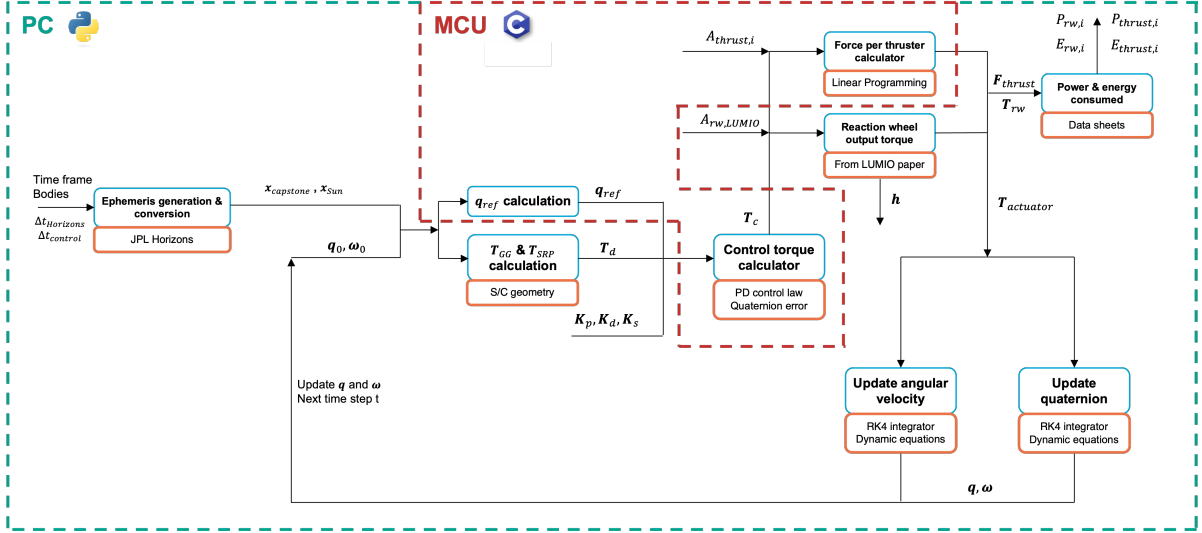 PC
MCU
C
A_thrust,i
Force per thruster
calculator
Linear Programming
P_rw,i
P_thrust,i
E_rw,i
E_thrust,i
F_thrust
T_rw
Power & energy
consumed
Data sheets
A_rw,LUMIO
Reaction wheel
output torque
From LUMIO paper
h
Time frame
Bodies
Δt_Horizons
Δt_control
Ephemeris generation &
conversion
JPL Horizons
x_capstone , x_Sun
q_0, ω_0
q_ref calculation
q_ref
T_GG & T_SRP
calculation
S/C geometry
T_d
K_p, K_d, K_s
T_c
Control torque
calculator
PD control law
Quaternion error
T_actuator
Update angular
velocity
RK4 integrator
Dynamic equations
Update
quaternion
RK4 integrator
Dynamic equations
Update q and ω
Next time step t
q, ω